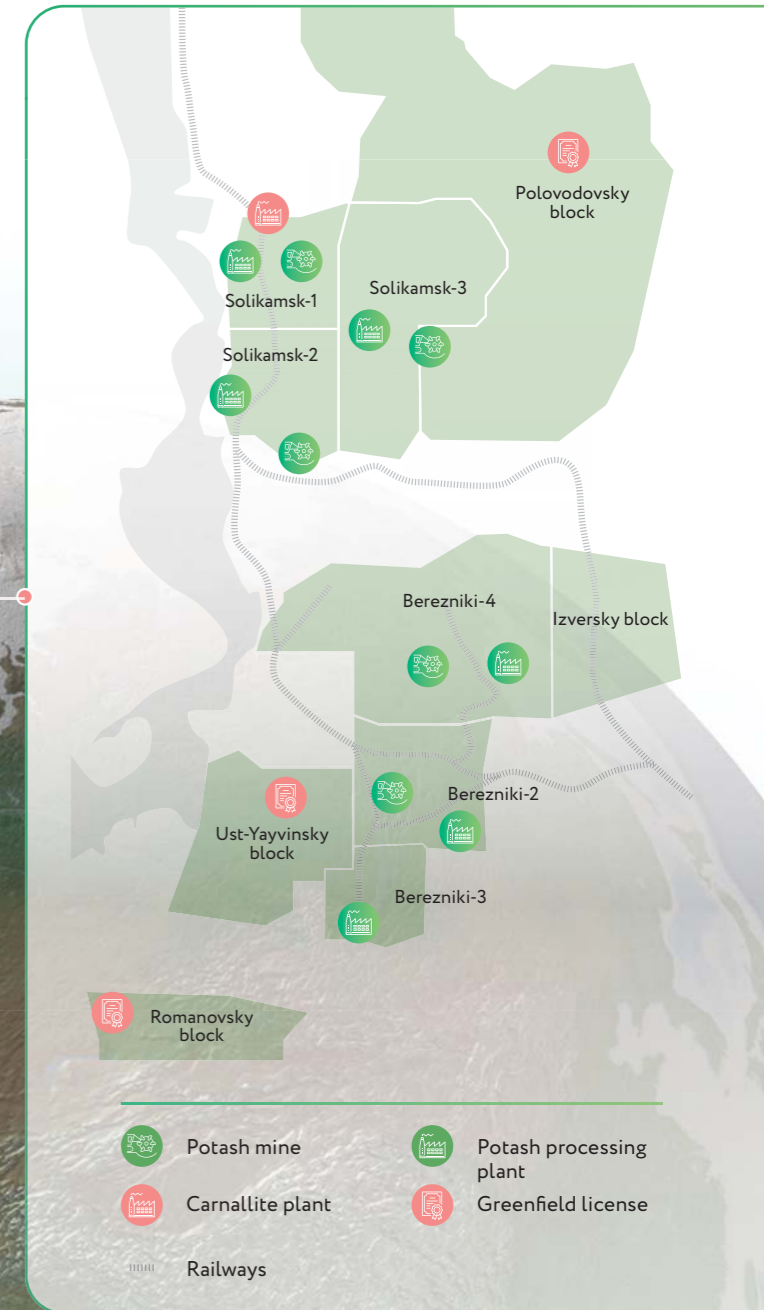 Polovodovsky
block
Solikamsk-3
Solikamsk-1
Solikamsk-2
Berezniki-4
Izversky block
Berezniki-2
Ust-Yayvinsky
block
Berezniki-3
Romanovsky
block
Potash mine
Potash processing
plant
Carnallite plant
Greenfield license
Railways